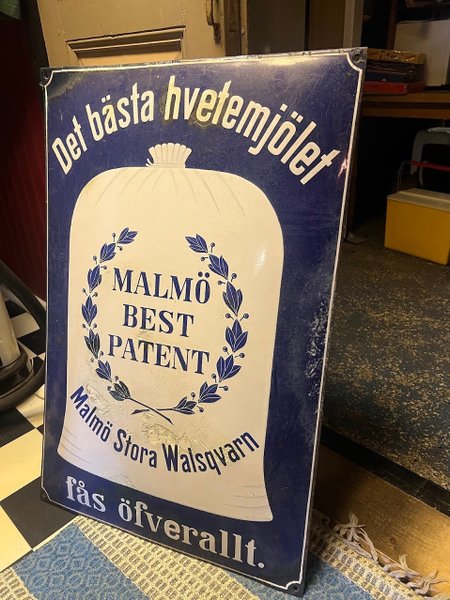 Det bästa hvetemjölet
MALMÖ
BEST
PATENT
Malmö Stora Walsqvarn
fås öfverallt.